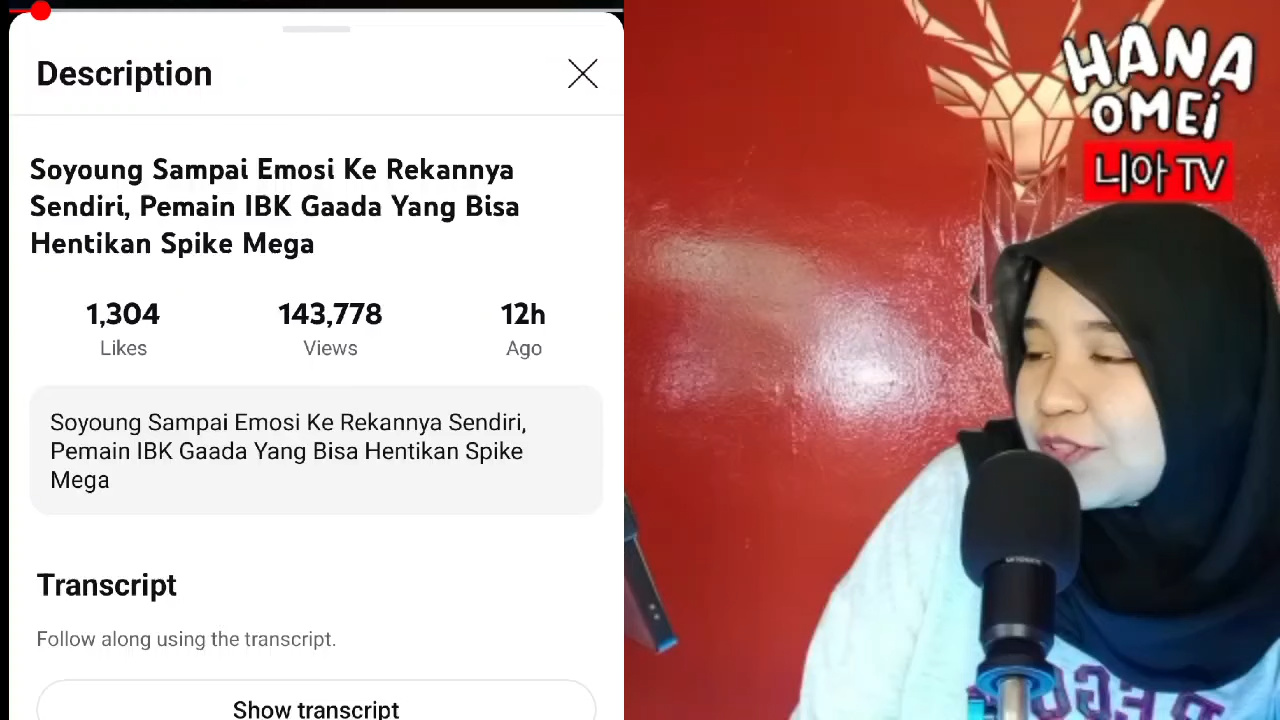 Description
Soyoung Sampai Emosi Ke Rekannya
Sendiri, Pemain IBK Gaada Yang Bisa
Hentikan Spike Mega
1,304
Likes
143,778
Views
12h
Ago
Soyoung Sampai Emosi Ke Rekannya Sendiri,
Pemain IBK Gaada Yang Bisa Hentikan Spike
Mega
Transcript
Follow along using the transcript.
Show transcript
HANA
OMEi
니아 TV